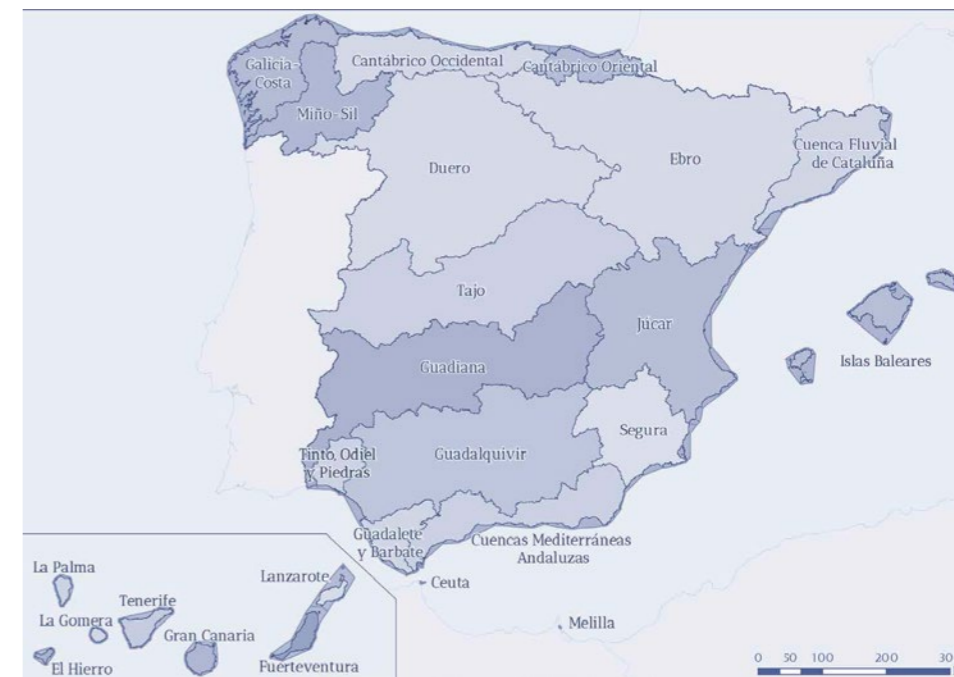 Galicia-
Costa
Cantábrico Occidental
Cantábrico Oriental
Miño-Sil
Duero
Ebro
Cuenca Fluvial
de Cataluña
Tajo
Júcar
Islas Baleares
Guadiana
Segura
Tinto, Odiel
y Piedras
Guadalquivir
Guadalete
y Barbate
Cuencas Mediterráneas
Andaluzas
Ceuta
Melilla
La Palma
Tenerife
La Gomera
Gran Canaria
El Hierro
Lanzarote
Fuerteventura
0 50 100 200 30